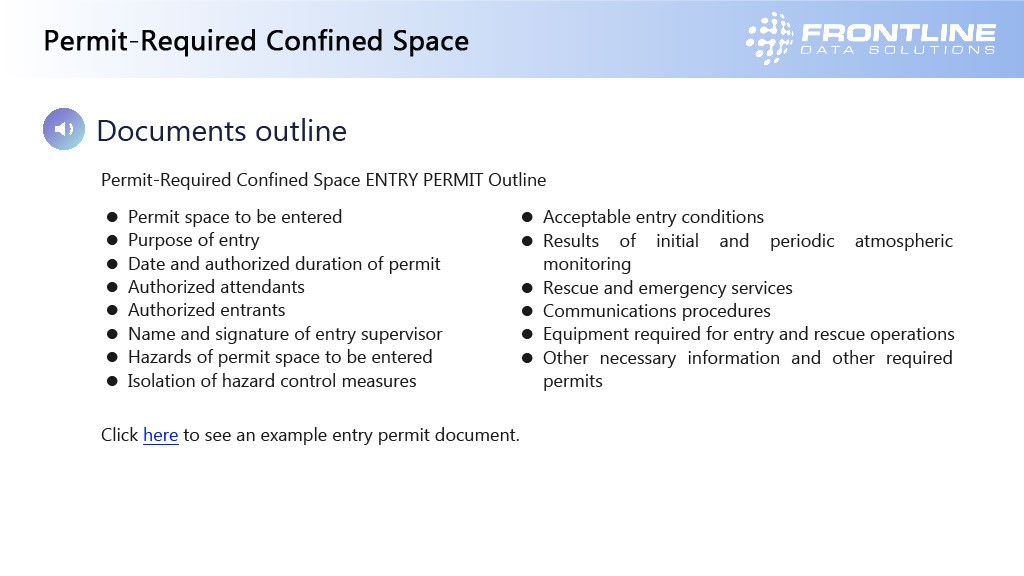 Permit-Required Confined Space
FRONTLINE
DATA SOLUTIONS
Documents outline
Permit-Required Confined Space ENTRY PERMIT Outline
● Permit space to be entered
● Purpose of entry
● Date and authorized duration of permit
● Authorized attendants
● Authorized entrants
● Name and signature of entry supervisor
● Hazards of permit space to be entered
● Isolation of hazard control measures
● Acceptable entry conditions
● Results of initial and periodic atmospheric
monitoring
● Rescue and emergency services
● Communications procedures
● Equipment required for entry and rescue operations
● Other necessary information and other required
permits
Click here to see an example entry permit document.